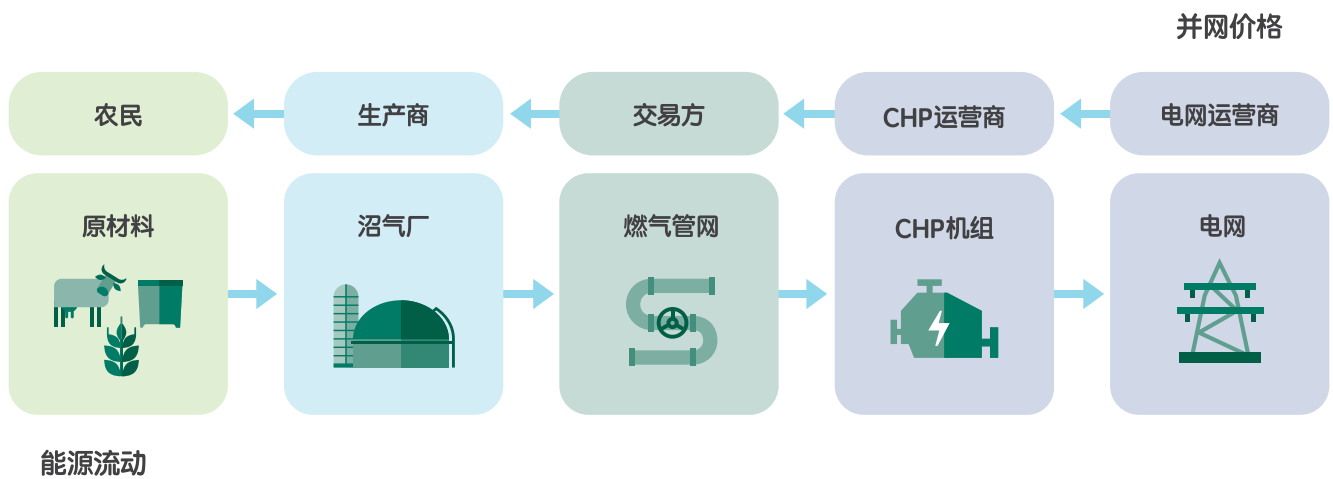 并网价格
农民
生产商
交易方
CHP运营商
电网运营商
原材料
沼气厂
燃气管网
CHP机组
电网
能源流动